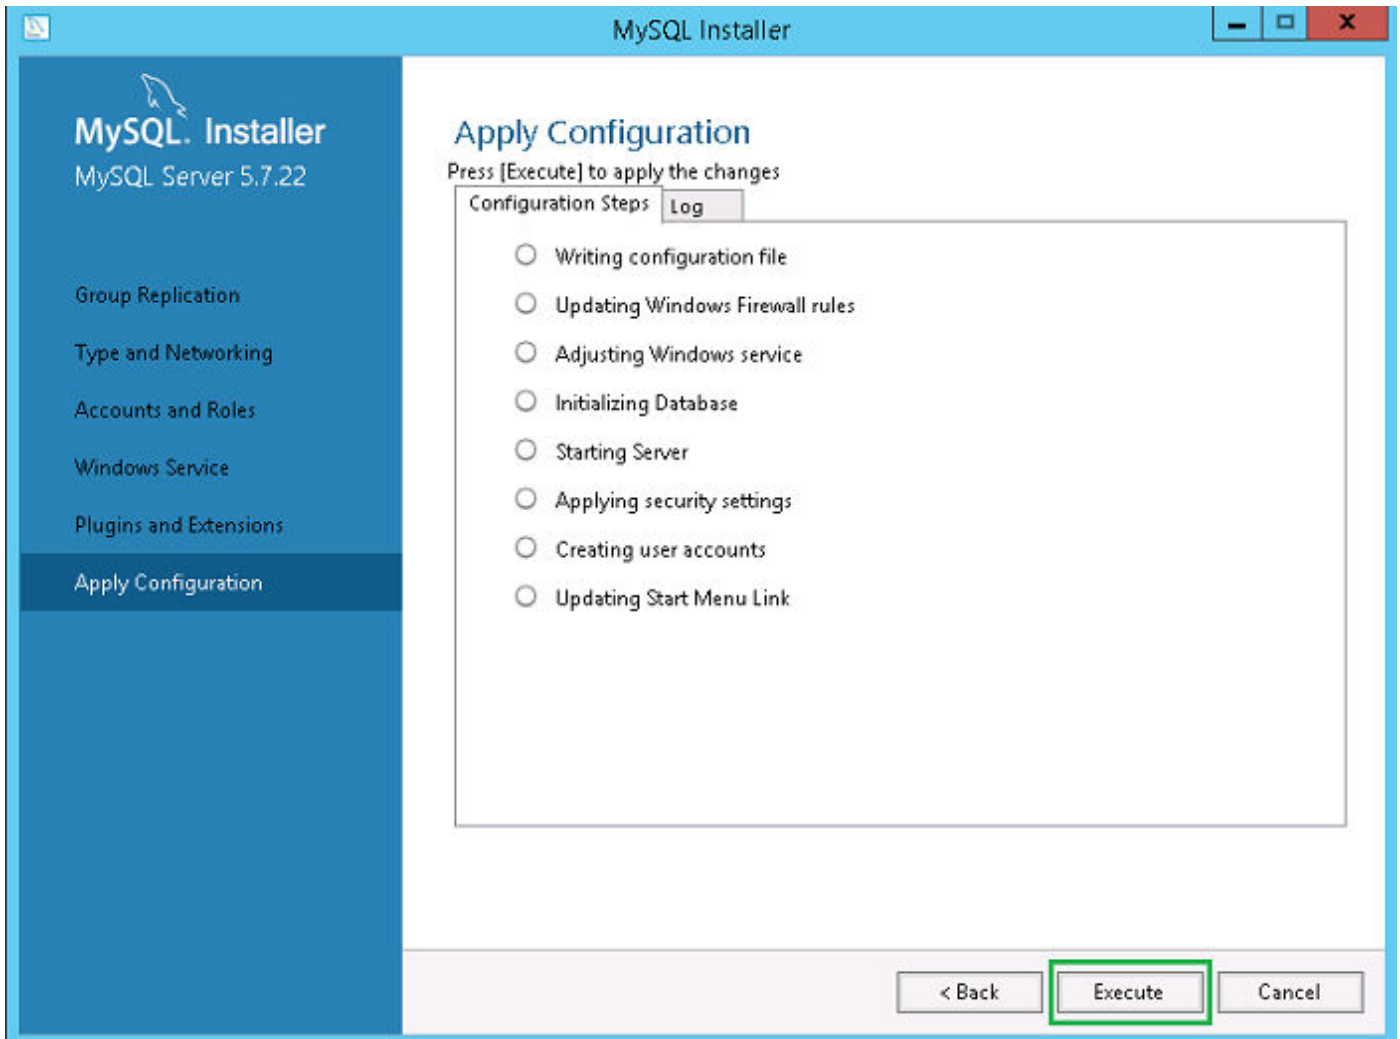 MySQL Installer
MySQL. Installer
MySQL Server 5.7.22
Group Replication
Type and Networking
Accounts and Roles
Windows Service
Plugins and Extensions
Apply Configuration
Apply Configuration
Press [Execute] to apply the changes
Configuration Steps Log
Writing configuration file
Updating Windows Firewall rules
Adjusting Windows service
Initializing Database
Starting Server
Applying security settings
Creating user accounts
Updating Start Menu Link
< Back Execute Cancel